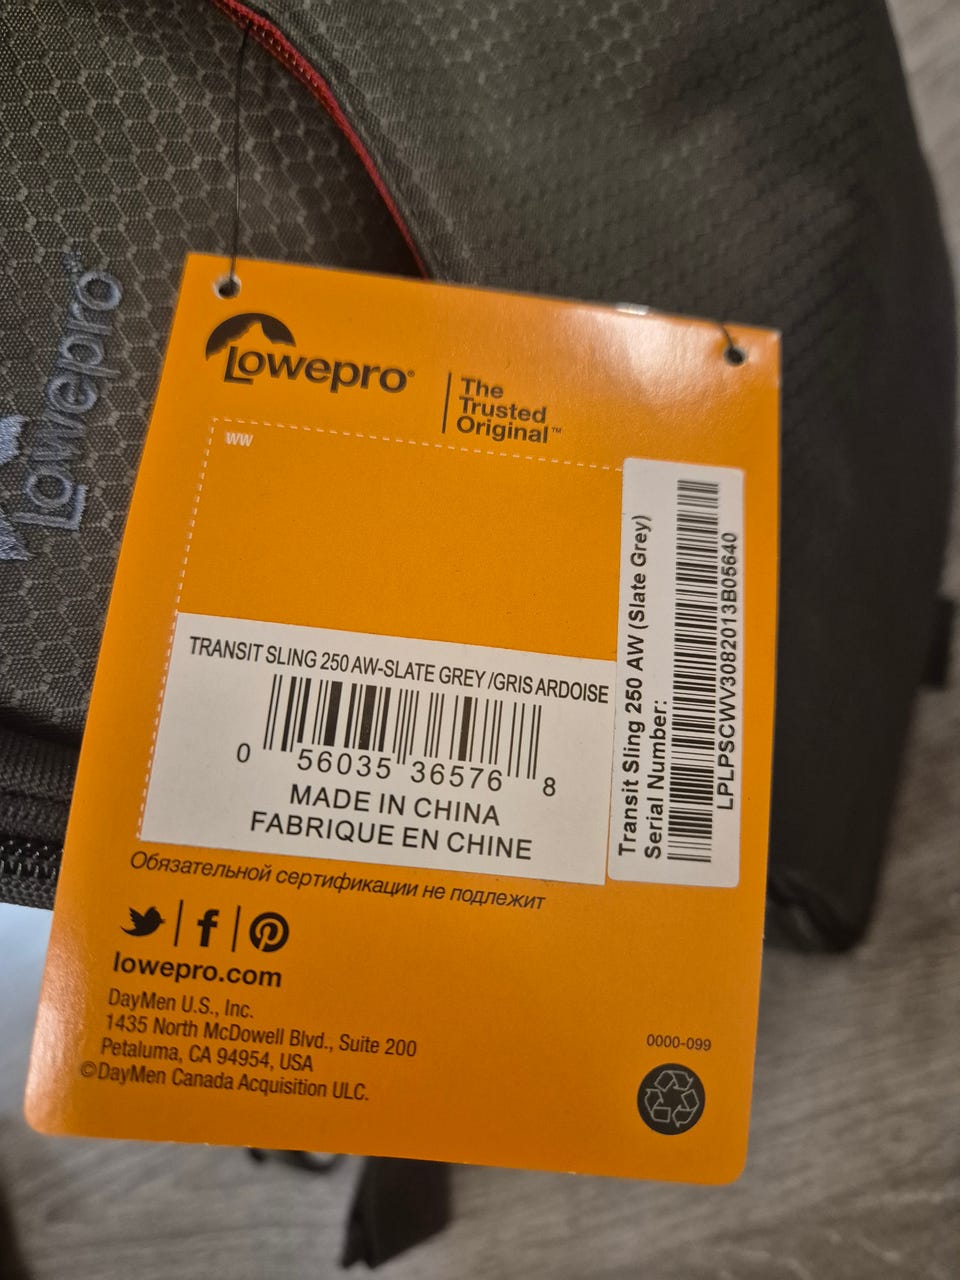 Lowepro
Lowepro®
The
Trusted
Original™
WW
TRANSIT SLING 250 AW-SLATE GREY /GRIS ARDOISE
0 56035 36576 8
MADE IN CHINA
FABRIQUE EN CHINE
Transit Sling 250 AW (Slate Grey)
Serial Number:
LPLPSCWV3082013B05640
Обязательной сертификации не подлежит
lowepro.com
DayMen U.S., Inc.
1435 North McDowell Blvd., Suite 200
Petaluma, CA 94954, USA
©DayMen Canada Acquisition ULC.
0000-099